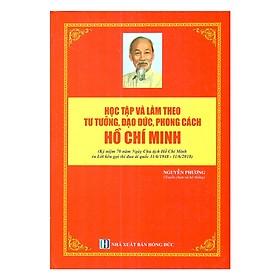 HỌC TẬP VÀ LÀM THEO
TƯ TƯỞNG, ĐẠO ĐỨC, PHONG CÁCH
HỒ CHÍ MINH
(Kỷ niệm 70 năm Ngày Chủ tịch Hồ Chí Minh
ra Lời kêu gọi thi đua ái quốc 11/6/1948 - 11/6/2018)
NGUYỄN PHƯƠNG
(Tuyển chọn và hệ thống)
NHÀ XUẤT BẢN HỒNG ĐỨC